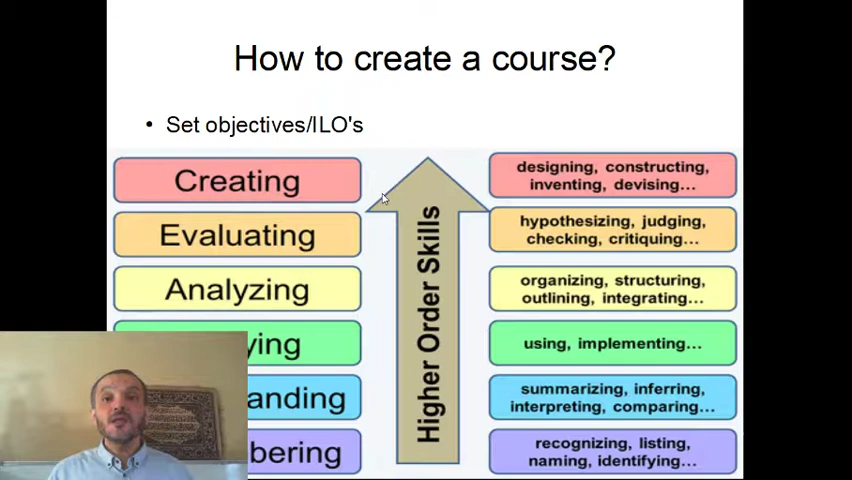 How to create a course?
• Set objectives/ILO's
Creating
designing, constructing,
inventing, devising...
Evaluating
hypothesizing, judging,
checking, critiquing...
Analyzing
organizing, structuring,
outlining, integrating...
ying
using, implementing...
anding
summarizing, inferring,
interpreting, comparing...
bering
recognizing, listing,
naming, identifying...
Higher Order Skills